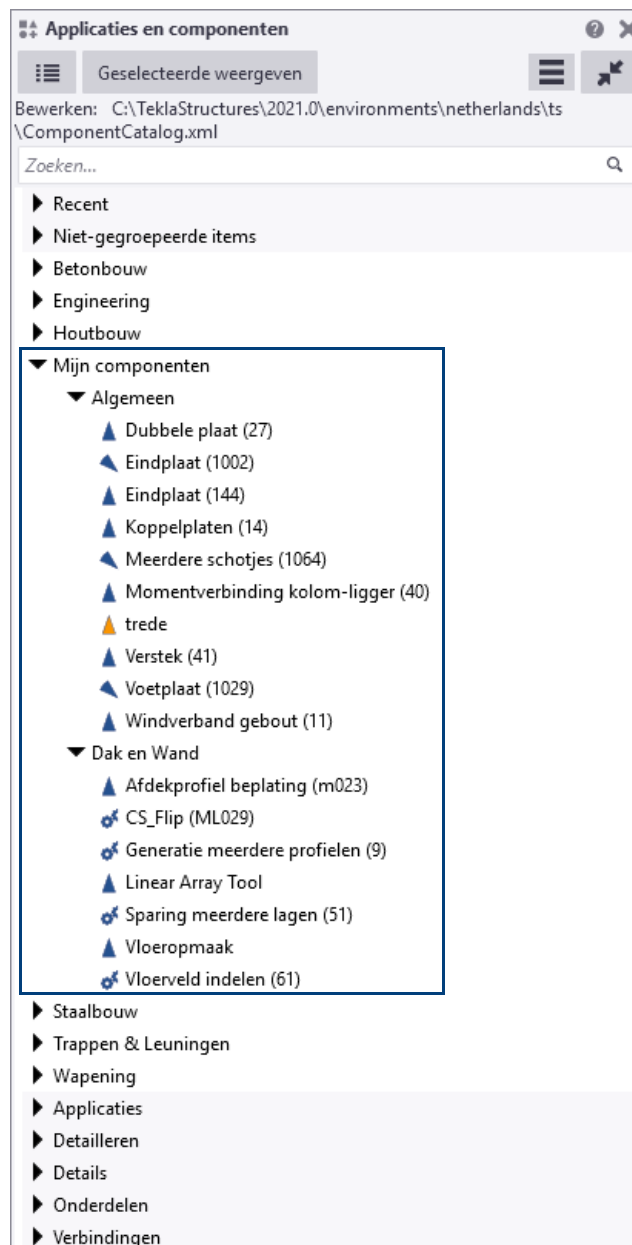 Applicaties en componenten
Geselecteerde weergeven
Bewerken: C:\TeklaStructures\2021.0\environments\netherlands\ts
\ComponentCatalog.xml
Zoeken...
Recent
Niet-gegroepeerde items
Betonbouw
Engineering
Houtbouw
Mijn componenten
Algemeen
Dubbele plaat (27)
Eindplaat (1002)
Eindplaat (144)
Koppelplaten (14)
Meerdere schotjes (1064)
Momentverbinding kolom-ligger (40)
trede
Verstek (41)
Voetplaat (1029)
Windverband gebout (11)
Dak en Wand
Afdekprofiel beplating (m023)
CS_Flip (ML029)
Generatie meerdere profielen (9)
Linear Array Tool
Sparing meerdere lagen (51)
Vloeropmaak
Vloerveld indelen (61)
Staalbouw
Trappen & Leuningen
Wapening
Applicaties
Detailleren
Details
Onderdelen
Verbindingen